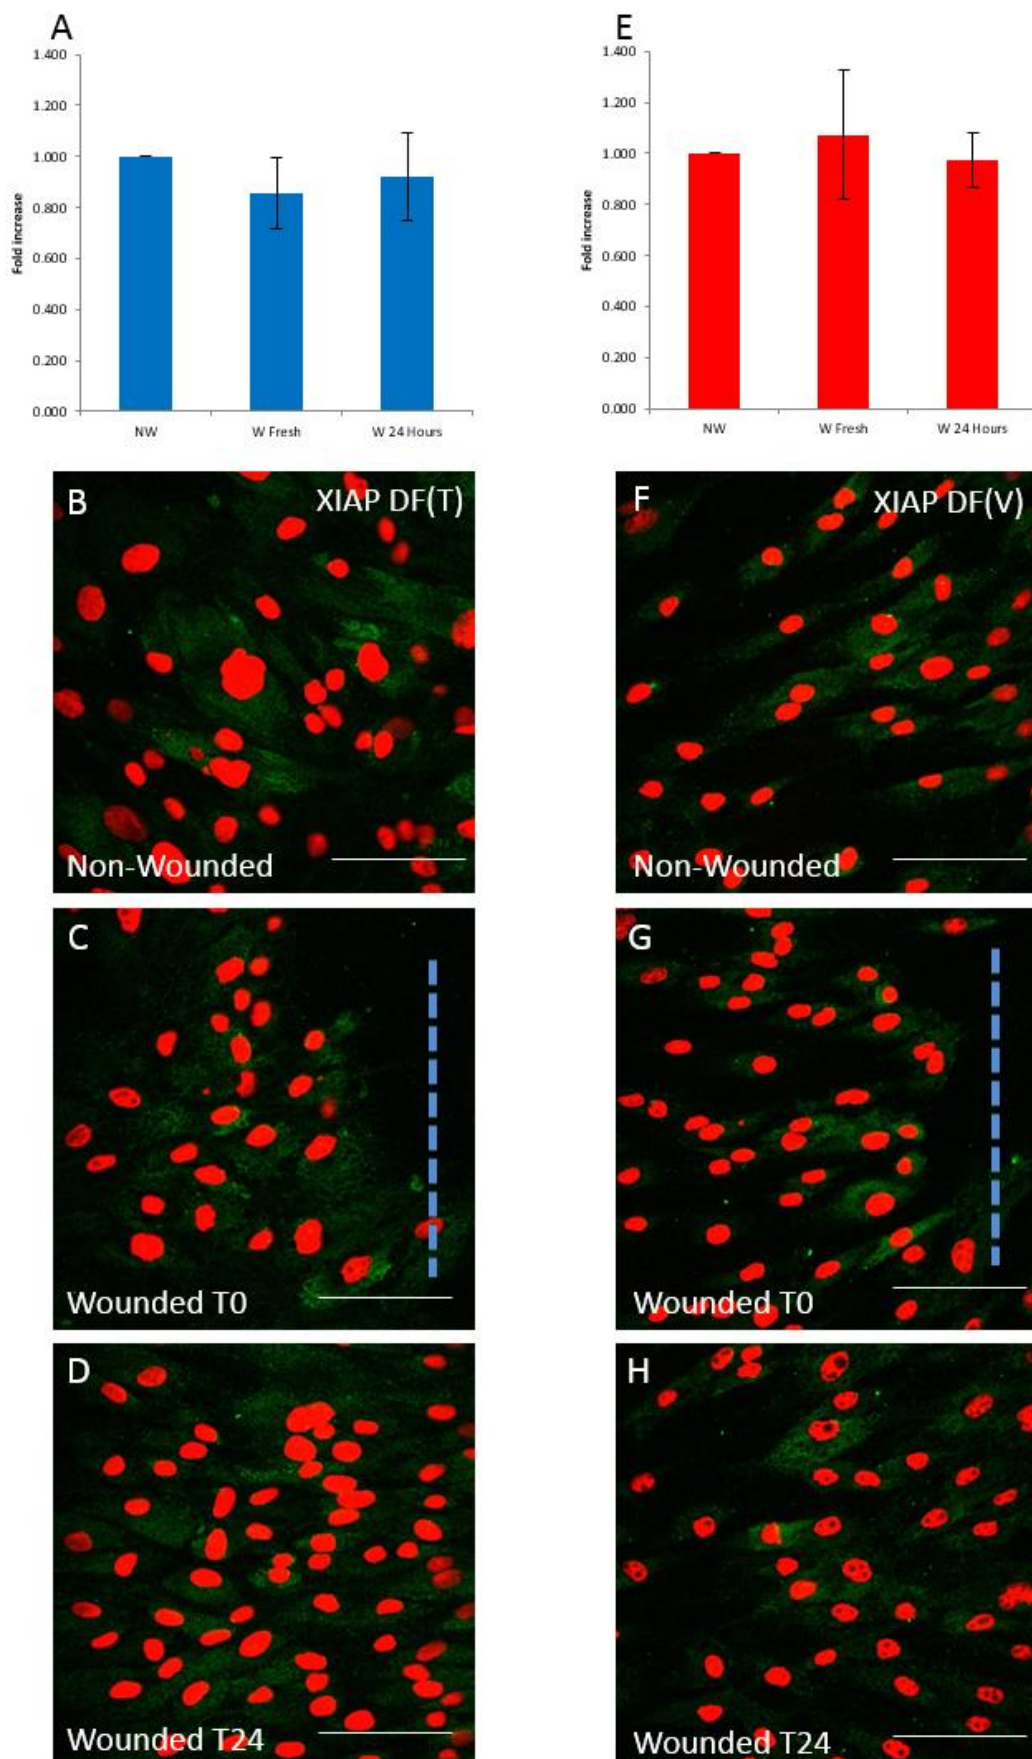 A
1.400
1.200
1.000
0.800
0.600
0.400
0.200
0.000
Fold increase
NW
W Fresh
W 24 Hours
B
XIAP DF(T)
Non-Wounded
C
Wounded T0
D
Wounded T24
E
1.400
1.200
1.000
0.800
0.600
0.400
0.200
0.000
Fold increase
NW
W Fresh
W 24 Hours
F
XIAP DF(V)
Non-Wounded
G
Wounded T0
H
Wounded T24